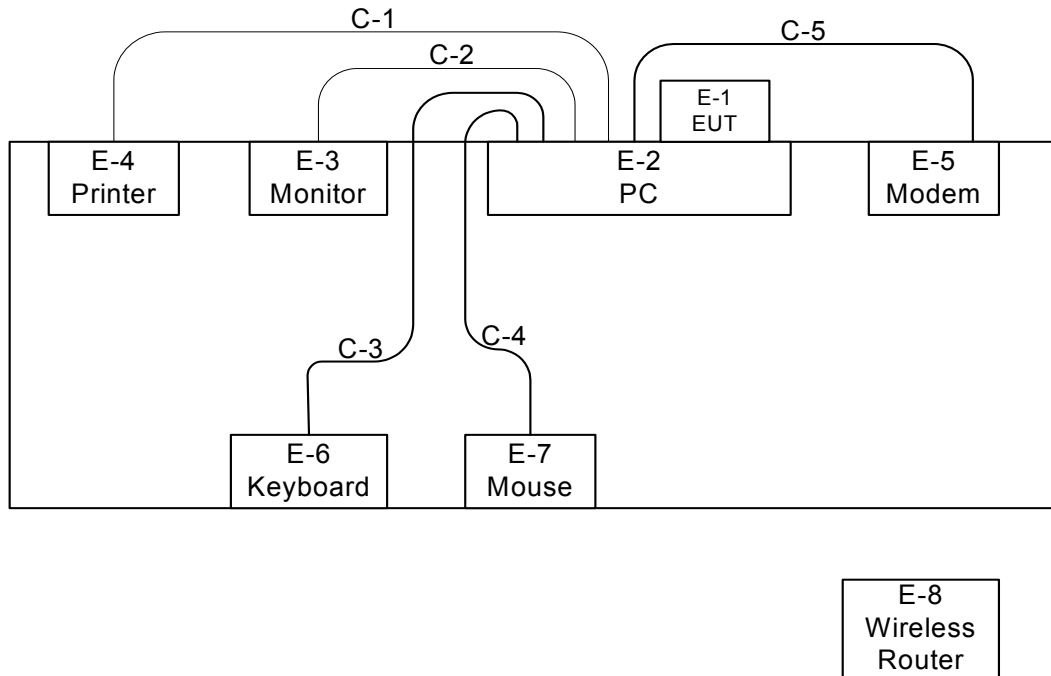 C-1
C-5
C-2
E-1
EUT
E-4
Printer
E-3
Monitor
E-2
PC
E-5
Modem
C-3
C-4
E-6
Keyboard
E-7
Mouse
E-8
Wireless
Router